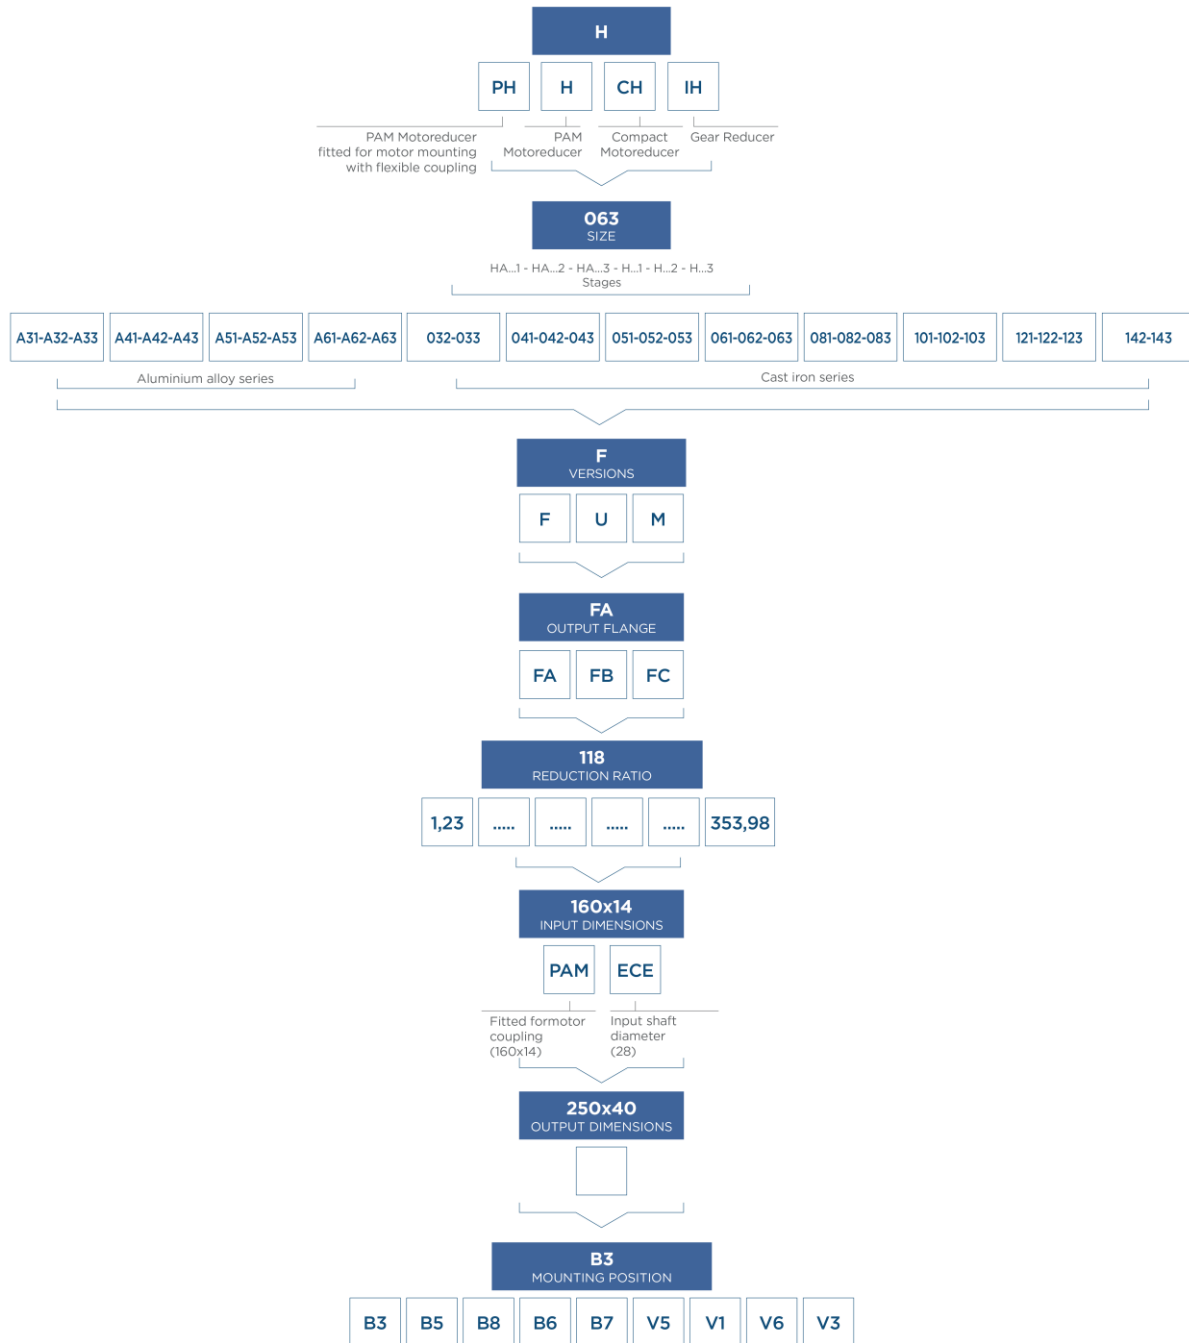 H
PH H CH IH
PAM Motoreducer
fitted for motor mounting
with flexible coupling
PAM
Motoreducer
Compact
Motoreducer
Gear Reducer
063
SIZE
HA...1 - HA...2 - HA...3 - H...1 - H...2 - H...3
Stages
A31-A32-A33 A41-A42-A43 A51-A52-A53 A61-A62-A63 032-033 041-042-043 051-052-053 061-062-063 081-082-083 101-102-103 121-122-123 142-143
Aluminium alloy series
Cast iron series
F
VERSIONS
F U M
FA
OUTPUT FLANGE
FA FB FC
118
REDUCTION RATIO
1,23 ..... ..... ..... ..... 353,98
160x14
INPUT DIMENSIONS
PAM ECE
Fitted formotor
coupling
(160x14)
Input shaft
diameter
(28)
250x40
OUTPUT DIMENSIONS
B3
MOUNTING POSITION
B3 B5 B8 B6 B7 V5 V1 V6 V3